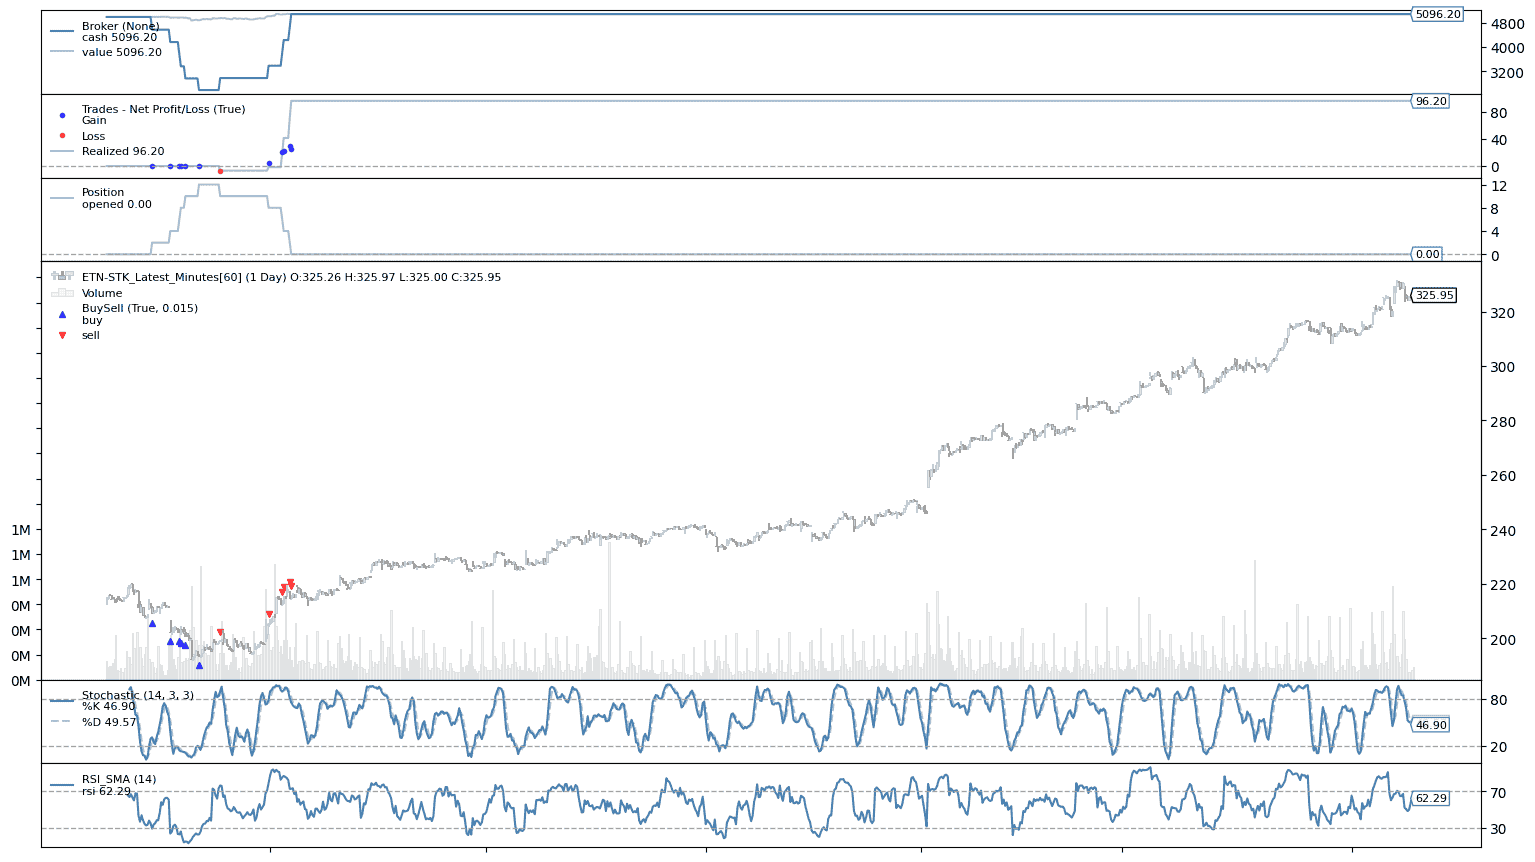 Broker (None)
cash 5096.20
value 5096.20
5096.20
4800
4000
3200
Trades - Net Profit/Loss (True)
Gain
Loss
Realized 96.20
96.20
80
40
0
Position
opened 0.00
12
8
4
0
0.00
ETN-STK_Latest_Minutes[60] (1 Day) O:325.26 H:325.97 L:325.00 C:325.95
Volume
BuySell (True, 0.015)
buy
sell
325.95
320
300
280
260
240
220
200
1M
1M
1M
0M
0M
0M
0M
Stochastic (14, 3, 3)
%K 46.90
%D 49.57
80
46.90
20
RSI_SMA (14)
rsi 62.29
70
62.29
30